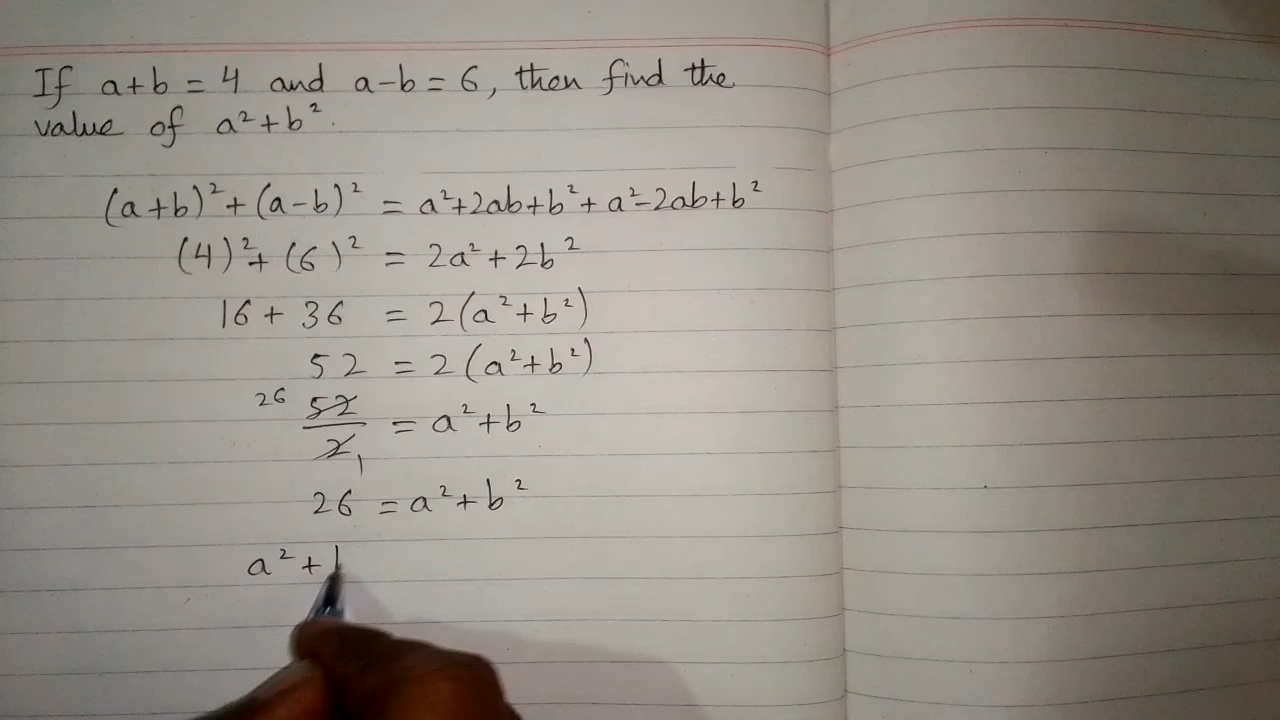 If a+b = 4 and a-b = 6, then find the
value of a²+b².
(a+b)²+(a-b)² = a²+2ab+b²+a²-2ab+b²
(4)²+(6)² = 2a²+2b²
16 + 36 = 2(a²+b²)
52 = 2(a²+b²)
26 52/2 1 = a²+b²
26 = a²+b²
a²+